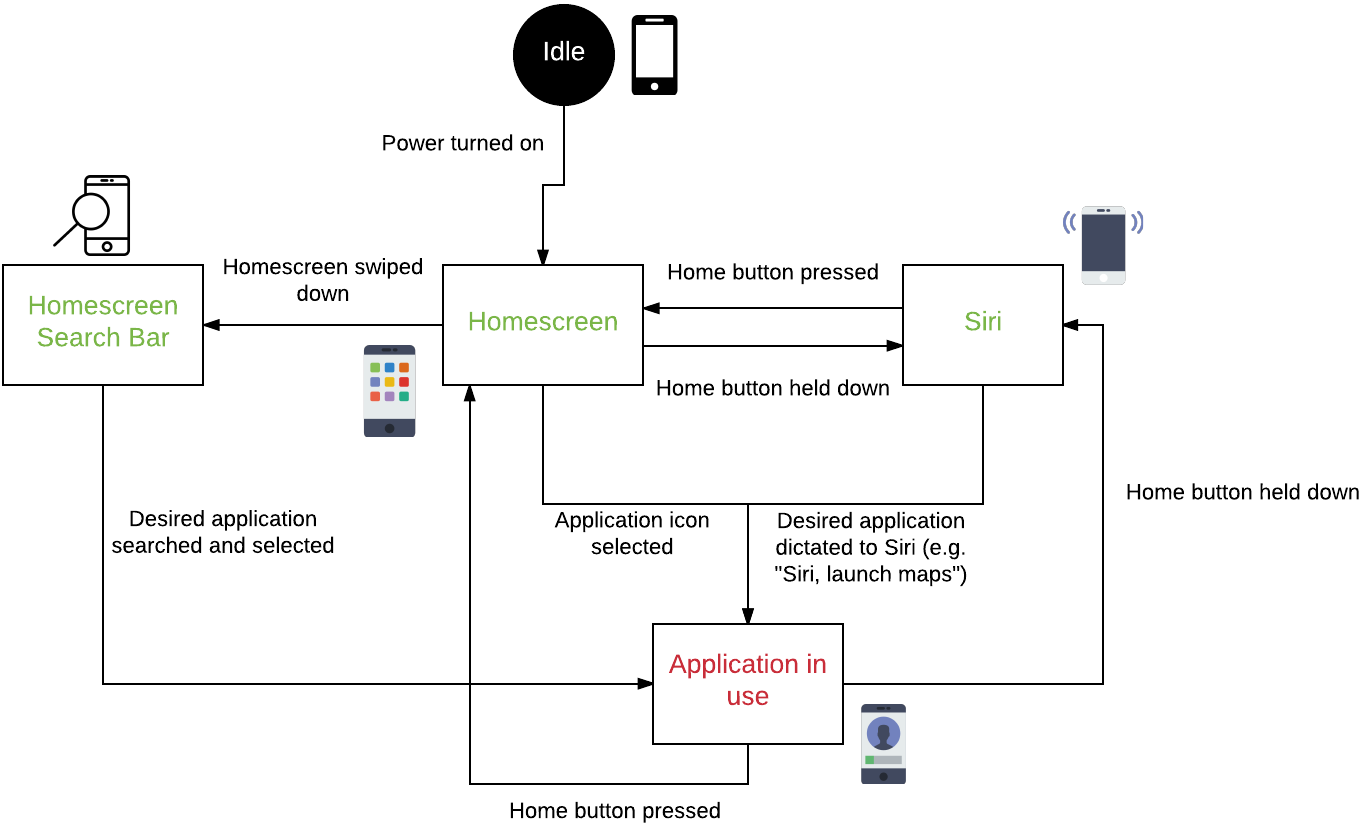 Idle
Power turned on
Homescreen swiped
down
Home button pressed
Homescreen
Search Bar
Homescreen
Siri
Home button held down
Home button held down
Desired application
searched and selected
Application icon
selected
Desired application
dictated to Siri (e.g.
"Siri, launch maps")
Application in
use
Home button pressed